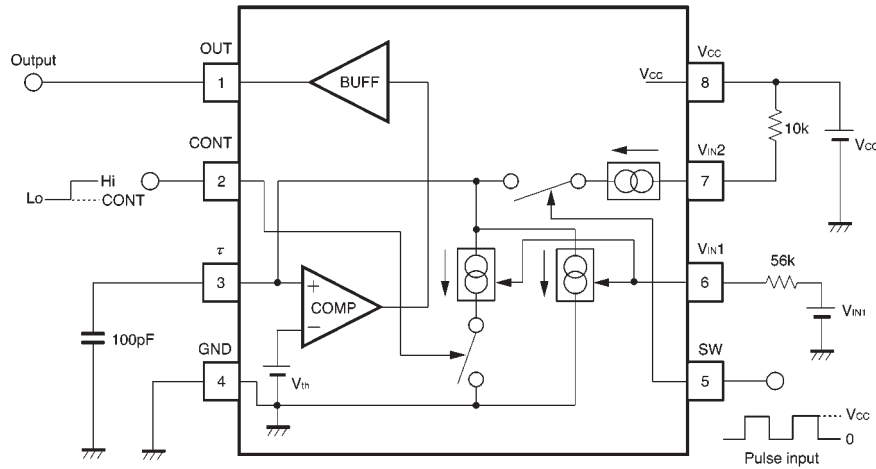 Output
OUT
1
BUFF
VCC
VCC
8
10k
VCC
CONT
2
Hi
Lo
CONT
VIN2
7
τ
3
+
COMP
−
100pF
VIN1
6
56k
VIN1
GND
4
Vth
SW
5
VCC
0
Pulse input